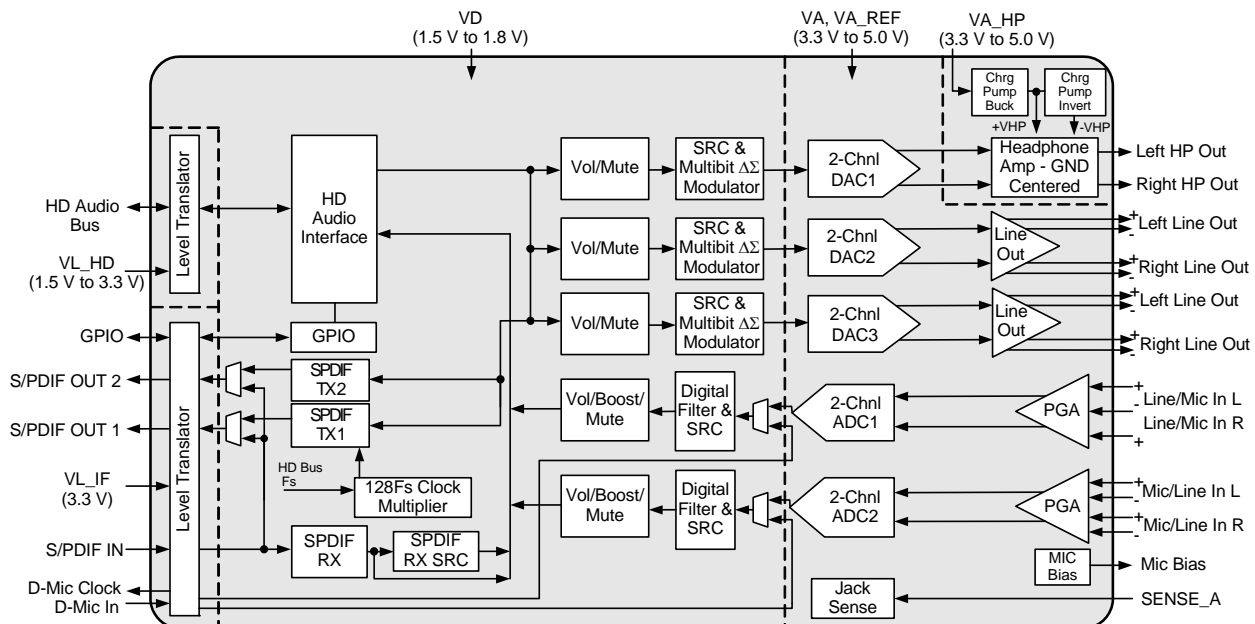 VD
(1.5 V to 1.8 V)
VA, VA_REF
(3.3 V to 5.0 V)
VA_HP
(3.3 V to 5.0 V)
Chrg
Pump
Buck
Chrg
Pump
Invert
+VHP
-VHP
Level Translator
HD
Audio
Interface
Vol/Mute
SRC &
Multibit ΔΣ
Modulator
2-Chnl
DAC1
Headphone
Amp - GND
Centered
Left HP Out
Right HP Out
HD Audio
Bus
VL_HD
(1.5 V to 3.3 V)
Vol/Mute
SRC &
Multibit ΔΣ
Modulator
2-Chnl
DAC2
Line
Out
+
-
Left Line Out
+
-
Right Line Out
GPIO
GPIO
Vol/Mute
SRC &
Multibit ΔΣ
Modulator
2-Chnl
DAC3
Line
Out
+
-
Left Line Out
+
-
Right Line Out
S/PDIF OUT 2
SPDIF
TX2
S/PDIF OUT 1
SPDIF
TX1
Level Translator
Vol/Boost/
Mute
Digital
Filter &
SRC
2-Chnl
ADC1
PGA
+
-
+
Line/Mic In L
Line/Mic In R
VL_IF
(3.3 V)
HD Bus
Fs
128Fs Clock
Multiplier
Vol/Boost/
Mute
Digital
Filter &
SRC
2-Chnl
ADC2
PGA
+
-
Mic/Line In L
+
-
Mic/Line In R
S/PDIF IN
SPDIF
RX
SPDIF
RX SRC
MIC
Bias
Mic Bias
D-Mic Clock
D-Mic In
Jack
Sense
SENSE_A